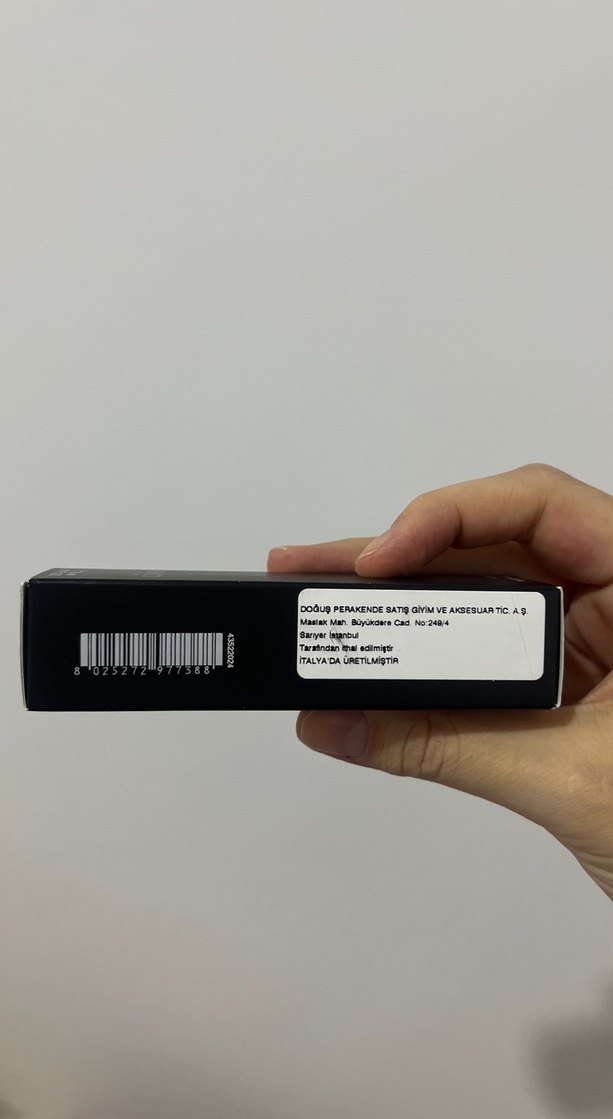 8 025272 977388
43522024
DOĞUŞ PERAKENDE SATIŞ GİYİM VE AKSESUAR TİC. A.Ş.
Maslak Mah. Büyükdere Cad. No:249/4
Sarıyer İstanbul
Tarafından ithal edilmiştir
İTALYA'DA ÜRETİLMİŞTİR